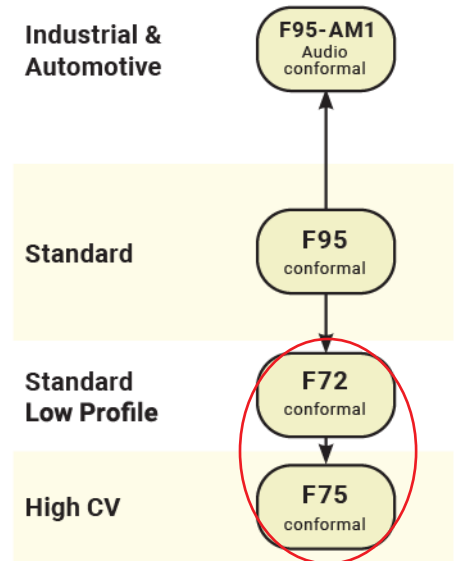 Industrial &
Automotive
F95-AM1
Audio
conformal
Standard
F95
conformal
Standard
Low Profile
F72
conformal
High CV
F75
conformal